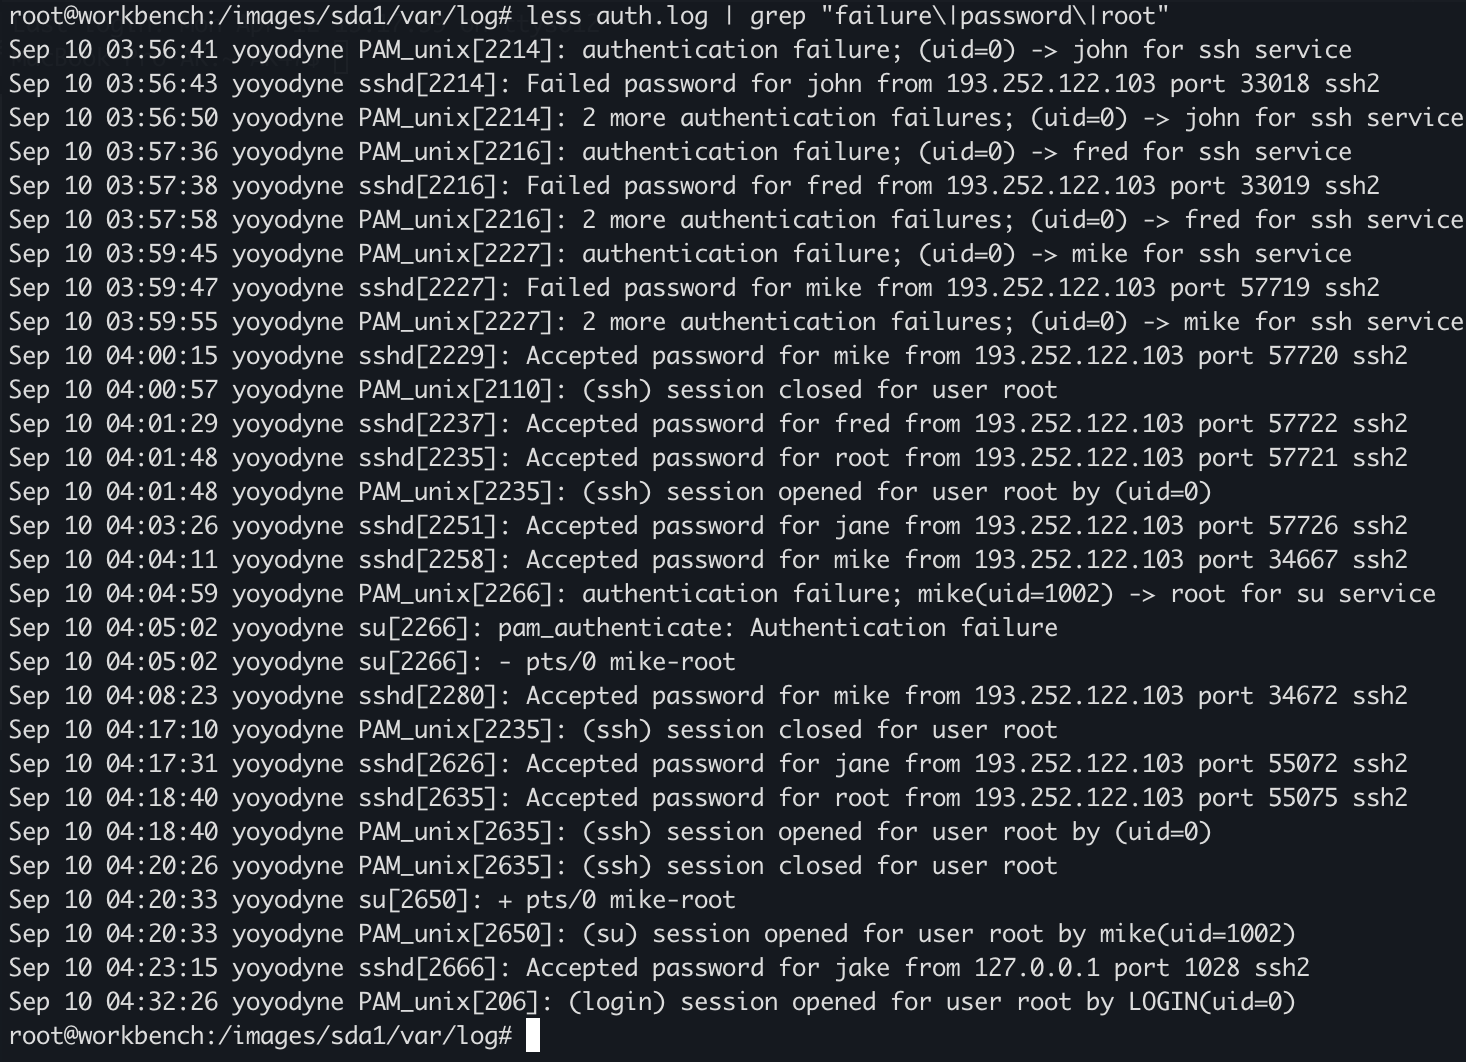 root@workbench:/images/sda1/var/log# less auth.log | grep "failure\|password\|root"
Sep 10 03:56:41 yoyodyne PAM_unix[2214]: authentication failure; (uid=0) -> john for ssh service
Sep 10 03:56:43 yoyodyne sshd[2214]: Failed password for john from 193.252.122.103 port 33018 ssh2
Sep 10 03:56:50 yoyodyne PAM_unix[2214]: 2 more authentication failures; (uid=0) -> john for ssh service
Sep 10 03:57:36 yoyodyne PAM_unix[2216]: authentication failure; (uid=0) -> fred for ssh service
Sep 10 03:57:38 yoyodyne sshd[2216]: Failed password for fred from 193.252.122.103 port 33019 ssh2
Sep 10 03:57:58 yoyodyne PAM_unix[2216]: 2 more authentication failures; (uid=0) -> fred for ssh service
Sep 10 03:59:45 yoyodyne PAM_unix[2227]: authentication failure; (uid=0) -> mike for ssh service
Sep 10 03:59:47 yoyodyne sshd[2227]: Failed password for mike from 193.252.122.103 port 57719 ssh2
Sep 10 03:59:55 yoyodyne PAM_unix[2227]: 2 more authentication failures; (uid=0) -> mike for ssh service
Sep 10 04:00:15 yoyodyne sshd[2229]: Accepted password for mike from 193.252.122.103 port 57720 ssh2
Sep 10 04:00:57 yoyodyne PAM_unix[2110]: (ssh) session closed for user root
Sep 10 04:01:29 yoyodyne sshd[2237]: Accepted password for fred from 193.252.122.103 port 57722 ssh2
Sep 10 04:01:48 yoyodyne sshd[2235]: Accepted password for root from 193.252.122.103 port 57721 ssh2
Sep 10 04:01:48 yoyodyne PAM_unix[2235]: (ssh) session opened for user root by (uid=0)
Sep 10 04:03:26 yoyodyne sshd[2251]: Accepted password for jane from 193.252.122.103 port 57726 ssh2
Sep 10 04:04:11 yoyodyne sshd[2258]: Accepted password for mike from 193.252.122.103 port 34667 ssh2
Sep 10 04:04:59 yoyodyne PAM_unix[2266]: authentication failure; mike(uid=1002) -> root for su service
Sep 10 04:05:02 yoyodyne su[2266]: pam_authenticate: Authentication failure
Sep 10 04:05:02 yoyodyne su[2266]: - pts/0 mike-root
Sep 10 04:08:23 yoyodyne sshd[2280]: Accepted password for mike from 193.252.122.103 port 34672 ssh2
Sep 10 04:17:10 yoyodyne PAM_unix[2235]: (ssh) session closed for user root
Sep 10 04:17:31 yoyodyne sshd[2626]: Accepted password for jane from 193.252.122.103 port 55072 ssh2
Sep 10 04:18:40 yoyodyne sshd[2635]: Accepted password for root from 193.252.122.103 port 55075 ssh2
Sep 10 04:18:40 yoyodyne PAM_unix[2635]: (ssh) session opened for user root by (uid=0)
Sep 10 04:20:26 yoyodyne PAM_unix[2635]: (ssh) session closed for user root
Sep 10 04:20:33 yoyodyne su[2650]: + pts/0 mike-root
Sep 10 04:20:33 yoyodyne PAM_unix[2650]: (su) session opened for user root by mike(uid=1002)
Sep 10 04:23:15 yoyodyne sshd[2666]: Accepted password for jake from 127.0.0.1 port 1028 ssh2
Sep 10 04:32:26 yoyodyne PAM_unix[206]: (login) session opened for user root by LOGIN(uid=0)
root@workbench:/images/sda1/var/log#